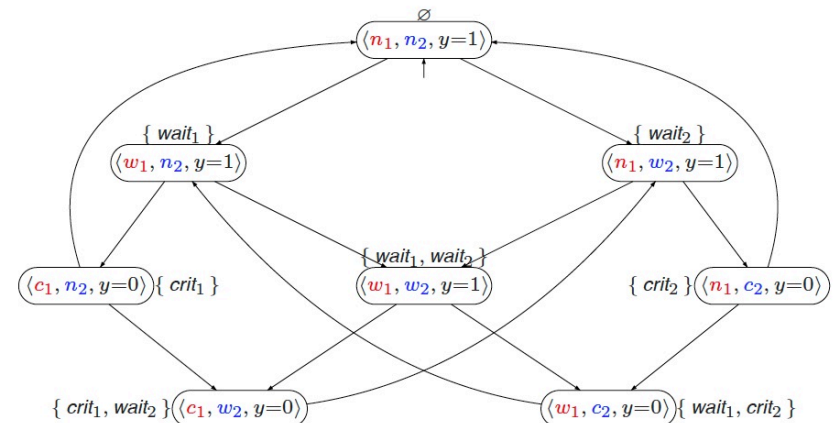 ∅
⟨n₁, n₂, y=1⟩
{ wait₁ }
{ wait₂ }
⟨w₁, n₂, y=1⟩
⟨n₁, w₂, y=1⟩
{ wait₁, wait₂ }
⟨c₁, n₂, y=0⟩ { crit₁ }
⟨w₁, w₂, y=1⟩
{ crit₂ } ⟨n₁, c₂, y=0⟩
{ crit₁, wait₂ } ⟨c₁, w₂, y=0⟩
⟨w₁, c₂, y=0⟩ { wait₁, crit₂ }